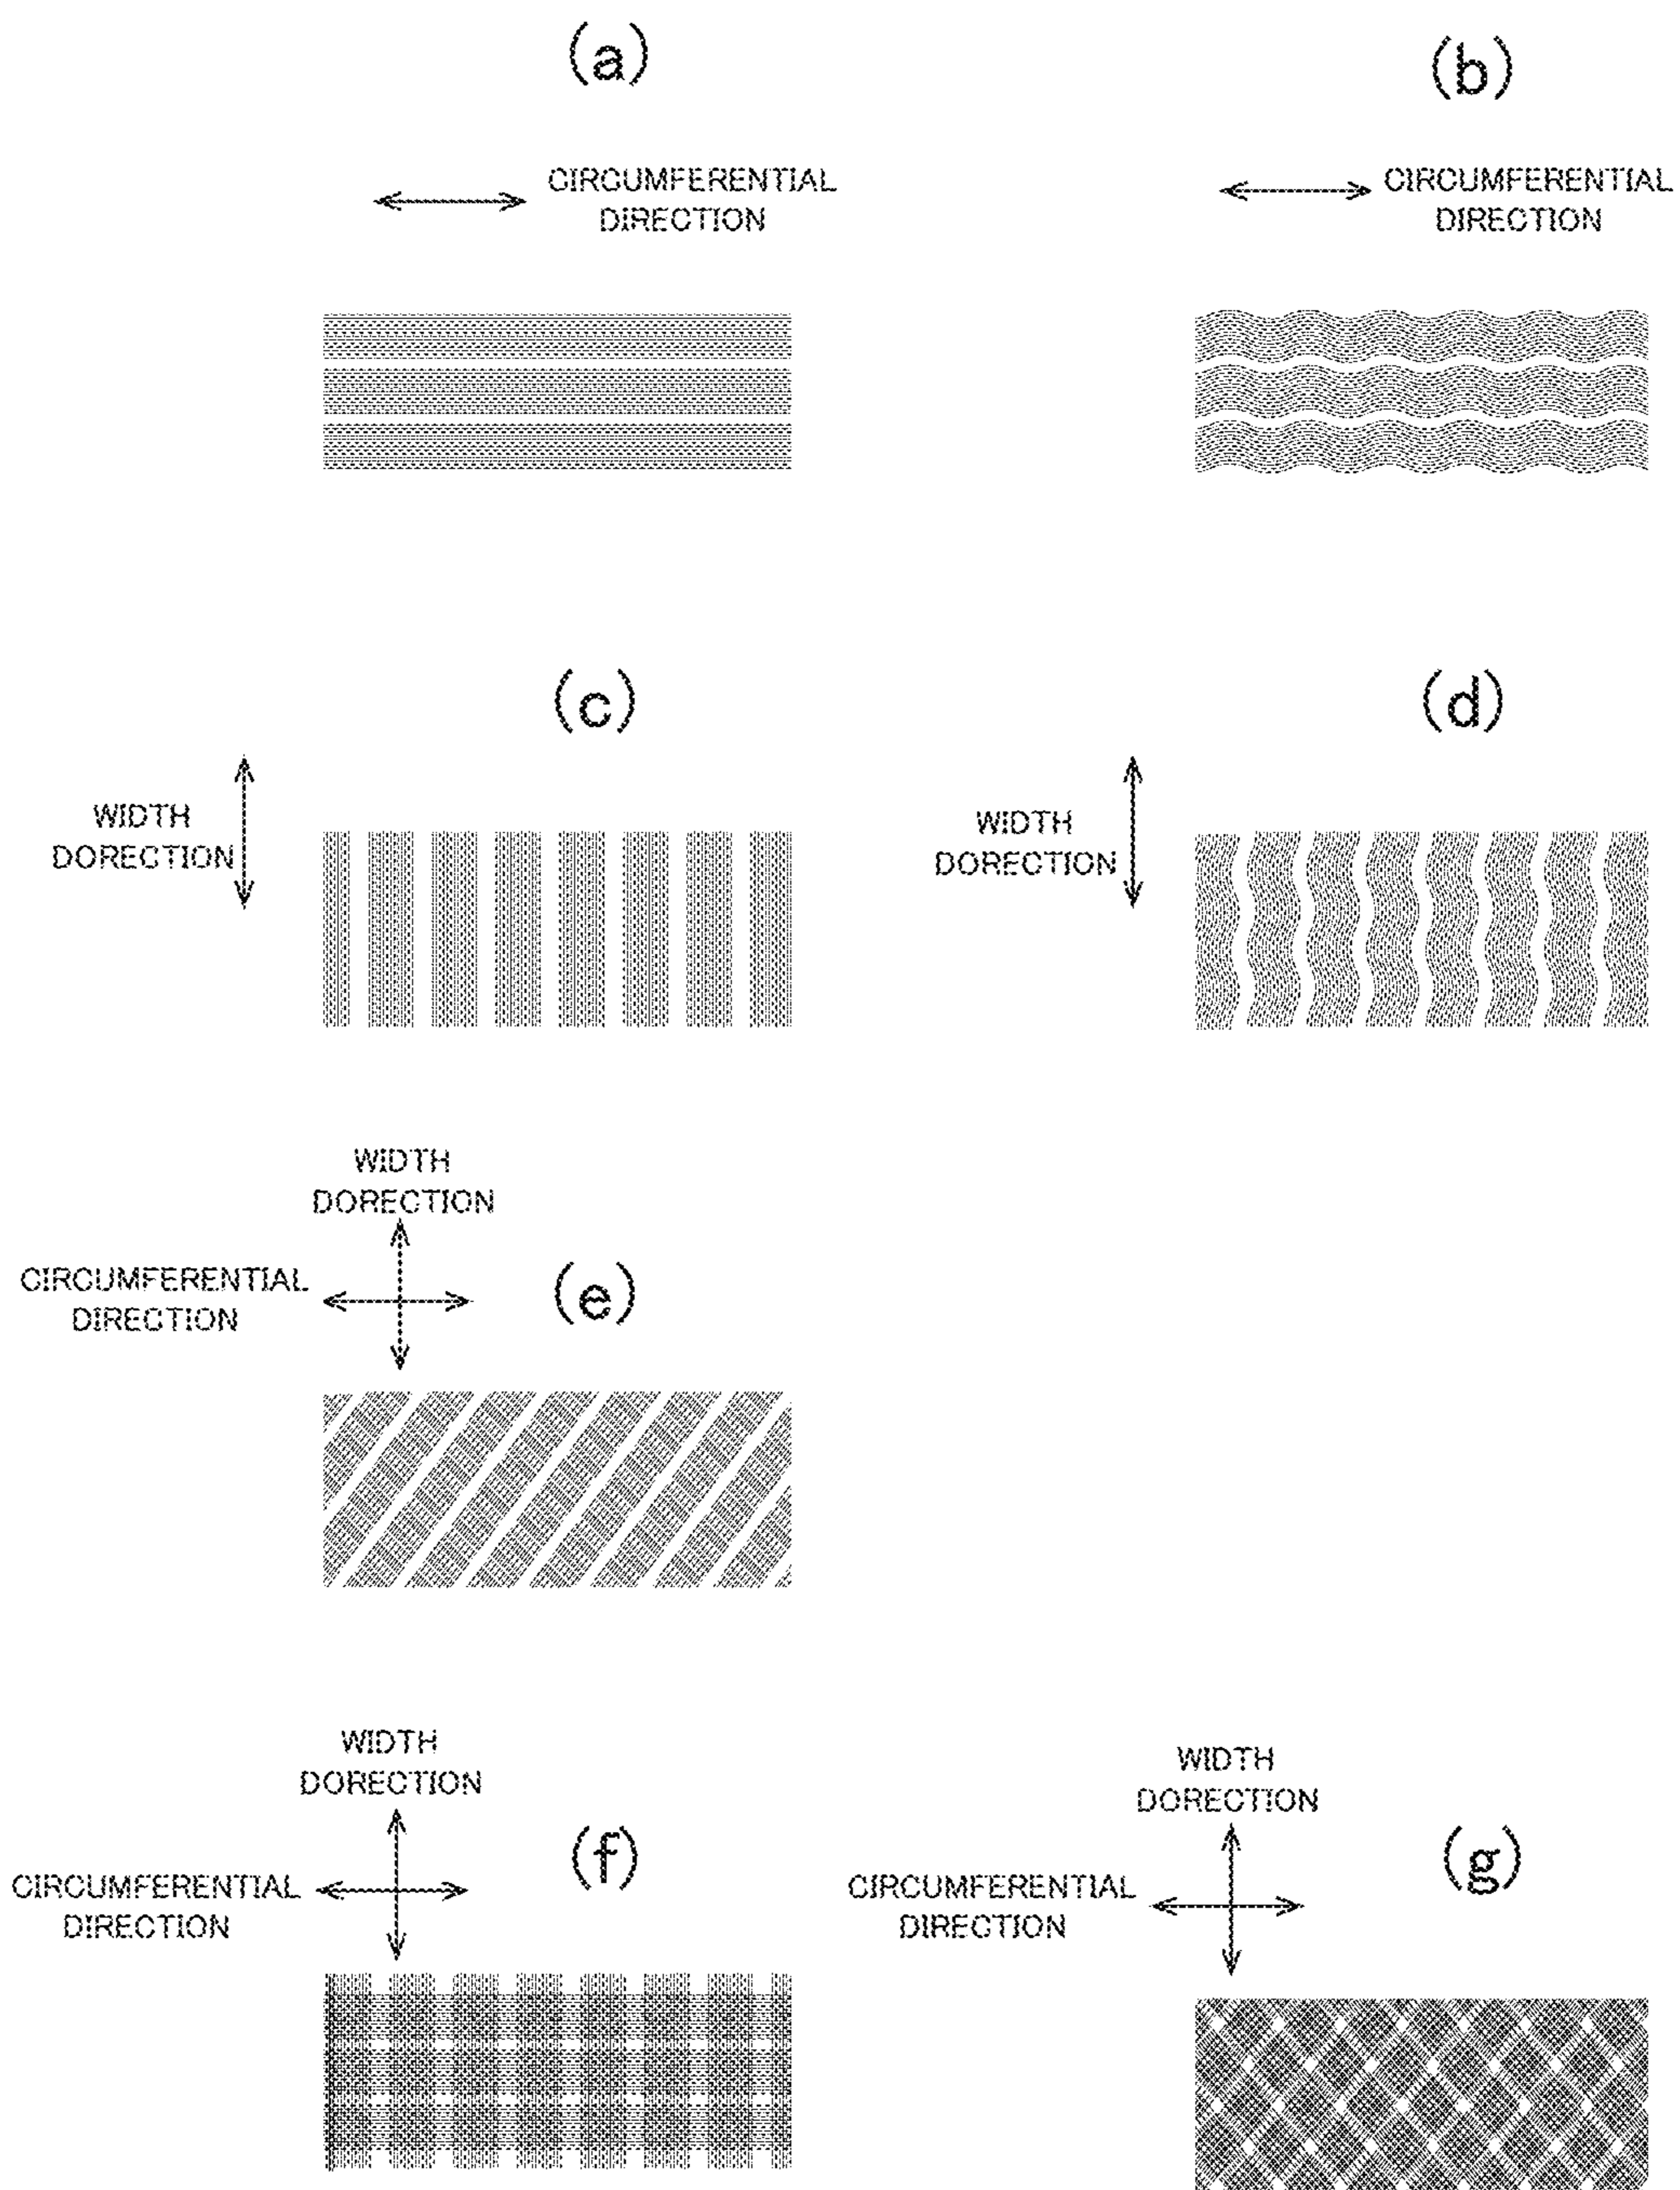 (a)
CIRCUMFERENTIAL
DIRECTION
(b)
CIRCUMFERENTIAL
DIRECTION
(c)
WIDTH
DORECTION
(d)
WIDTH
DORECTION
WIDTH
DORECTION
CIRCUMFERENTIAL
DIRECTION
(e)
WIDTH
DORECTION
CIRCUMFERENTIAL
DIRECTION
(f)
WIDTH
DORECTION
CIRCUMFERENTIAL
DIRECTION
(g)